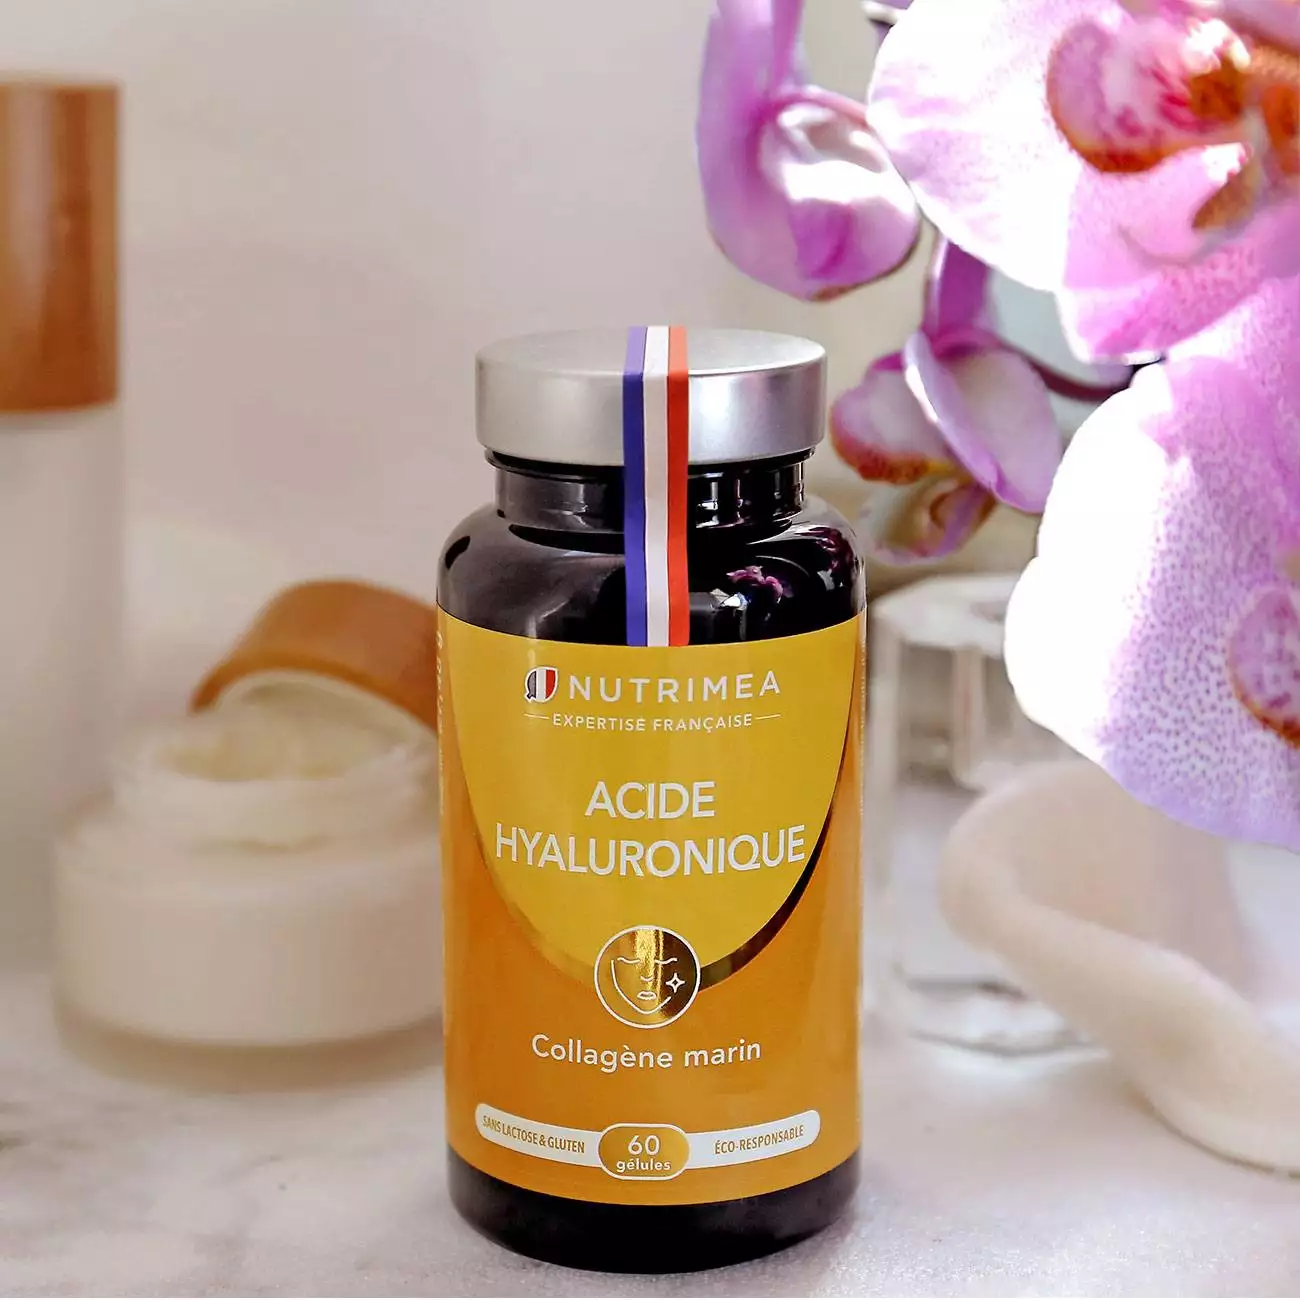 NUTRIMEA
EXPERTISE FRANÇAISE
ACIDE
HYALURONIQUE
Collagène marin
SANS LACTOSE & GLUTEN
60
gélules
ÉCO-RESPONSABLE